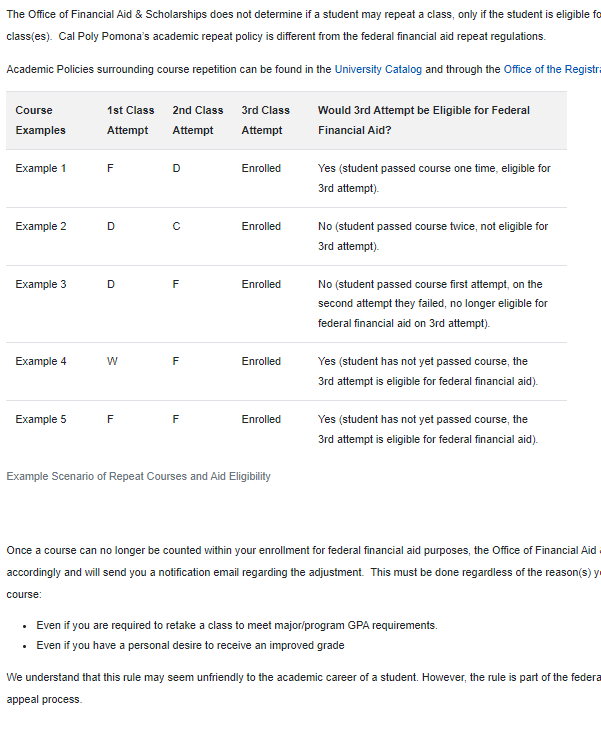 The Office of Financial Aid & Scholarships does not determine if a student may repeat a class, only if the student is eligible fo
class(es). Cal Poly Pomona's academic repeat policy is different from the federal financial aid repeat regulations.
Academic Policies surrounding course repetition can be found in the University Catalog and through the Office of the Registra
Course Examples 1st Class Attempt 2nd Class Attempt 3rd Class Attempt Would 3rd Attempt be Eligible for Federal Financial Aid?
Example 1 F D Enrolled Yes (student passed course one time, eligible for
3rd attempt).
Example 2 D C Enrolled No (student passed course twice, not eligible for
3rd attempt).
Example 3 D F Enrolled No (student passed course first attempt, on the
second attempt they failed, no longer eligible for
federal financial aid on 3rd attempt).
Example 4 W F Enrolled Yes (student has not yet passed course, the
3rd attempt is eligible for federal financial aid).
Example 5 F F Enrolled Yes (student has not yet passed course, the
3rd attempt is eligible for federal financial aid).
Example Scenario of Repeat Courses and Aid Eligibility
Once a course can no longer be counted within your enrollment for federal financial aid purposes, the Office of Financial Aid
accordingly and will send you a notification email regarding the adjustment. This must be done regardless of the reason(s) y
course:
• Even if you are required to retake a class to meet major/program GPA requirements.
• Even if you have a personal desire to receive an improved grade
We understand that this rule may seem unfriendly to the academic career of a student. However, the rule is part of the federa
appeal process.